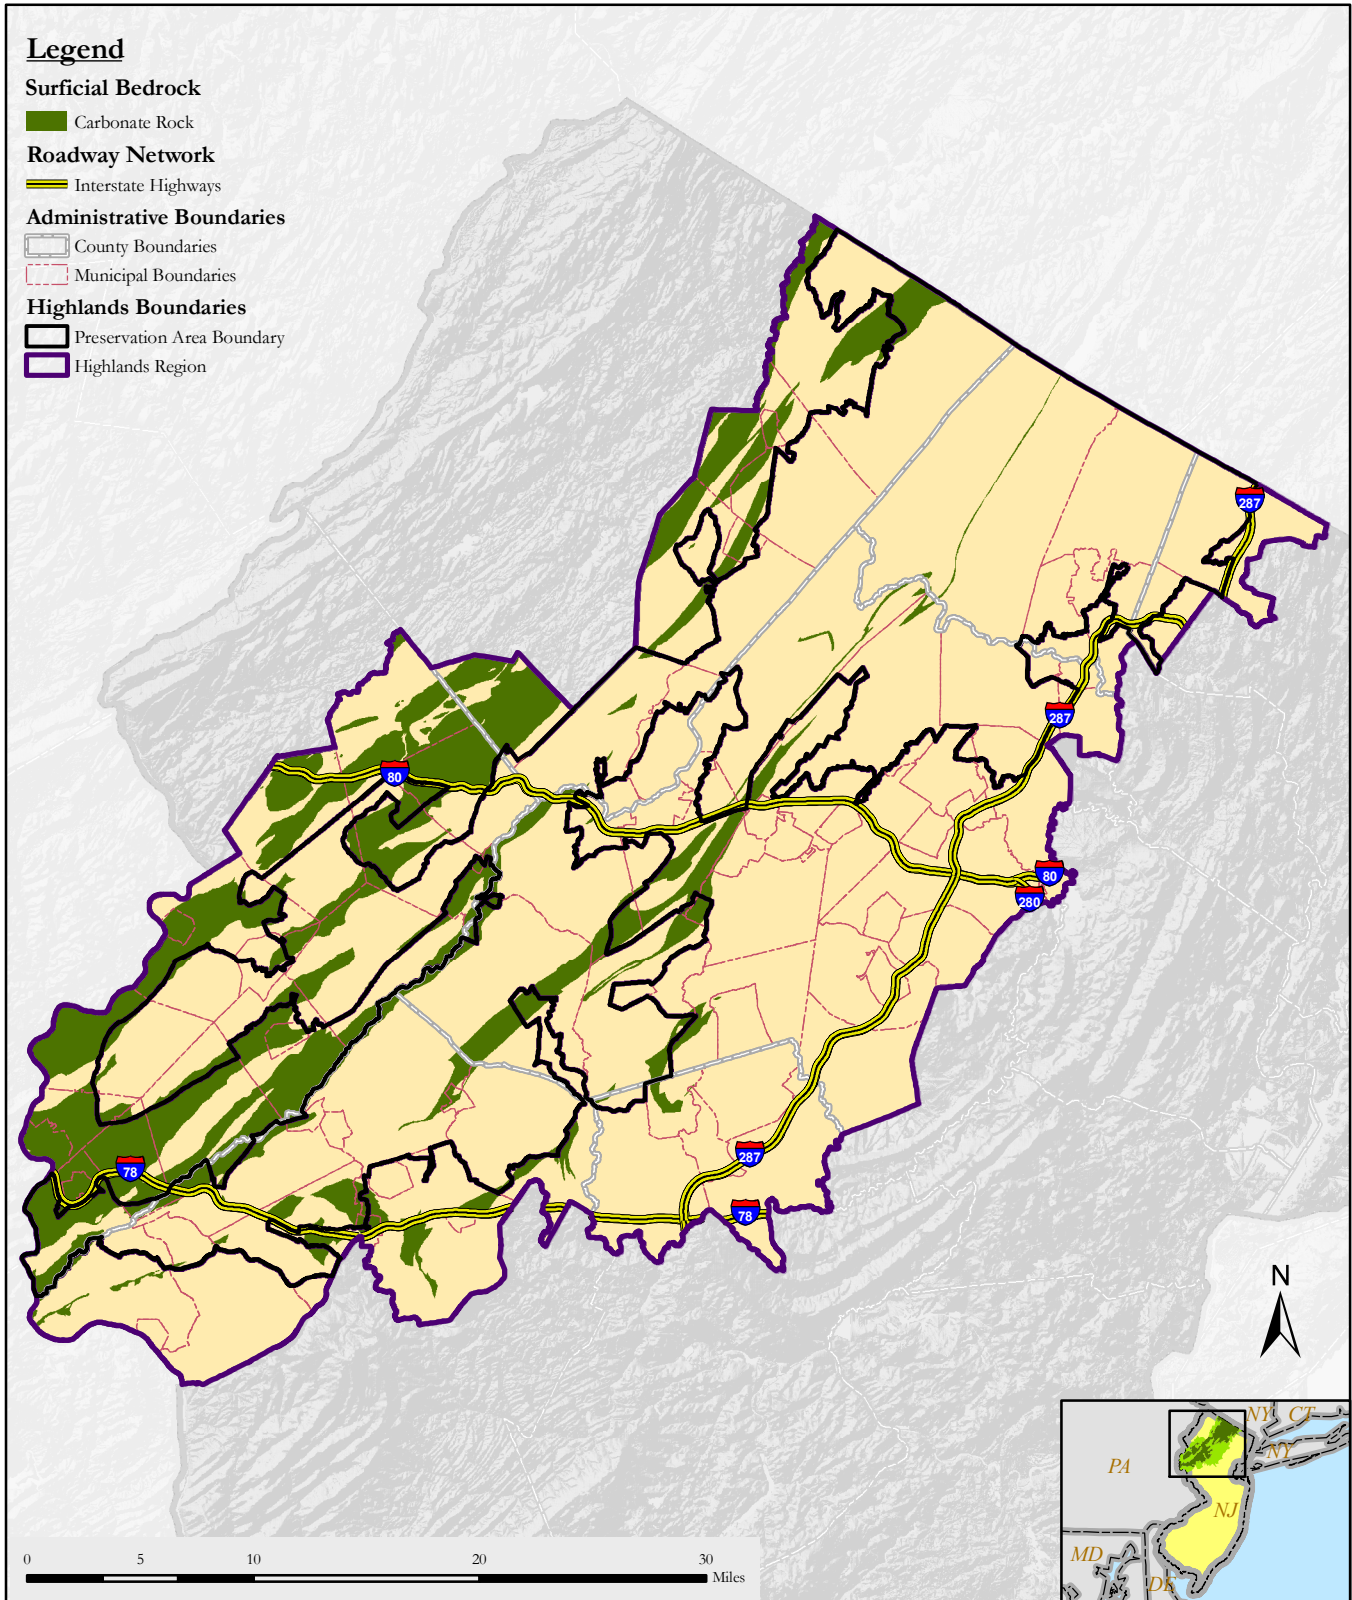 Legend
Surficial Bedrock
Carbonate Rock
Roadway Network
Interstate Highways
Administrative Boundaries
County Boundaries
Municipal Boundaries
Highlands Boundaries
Preservation Area Boundary
Highlands Region
287
287
80
80
280
78
287
78
N
NY CT
NY
PA
NJ
MD
DE
0 5 10 20 30
Miles